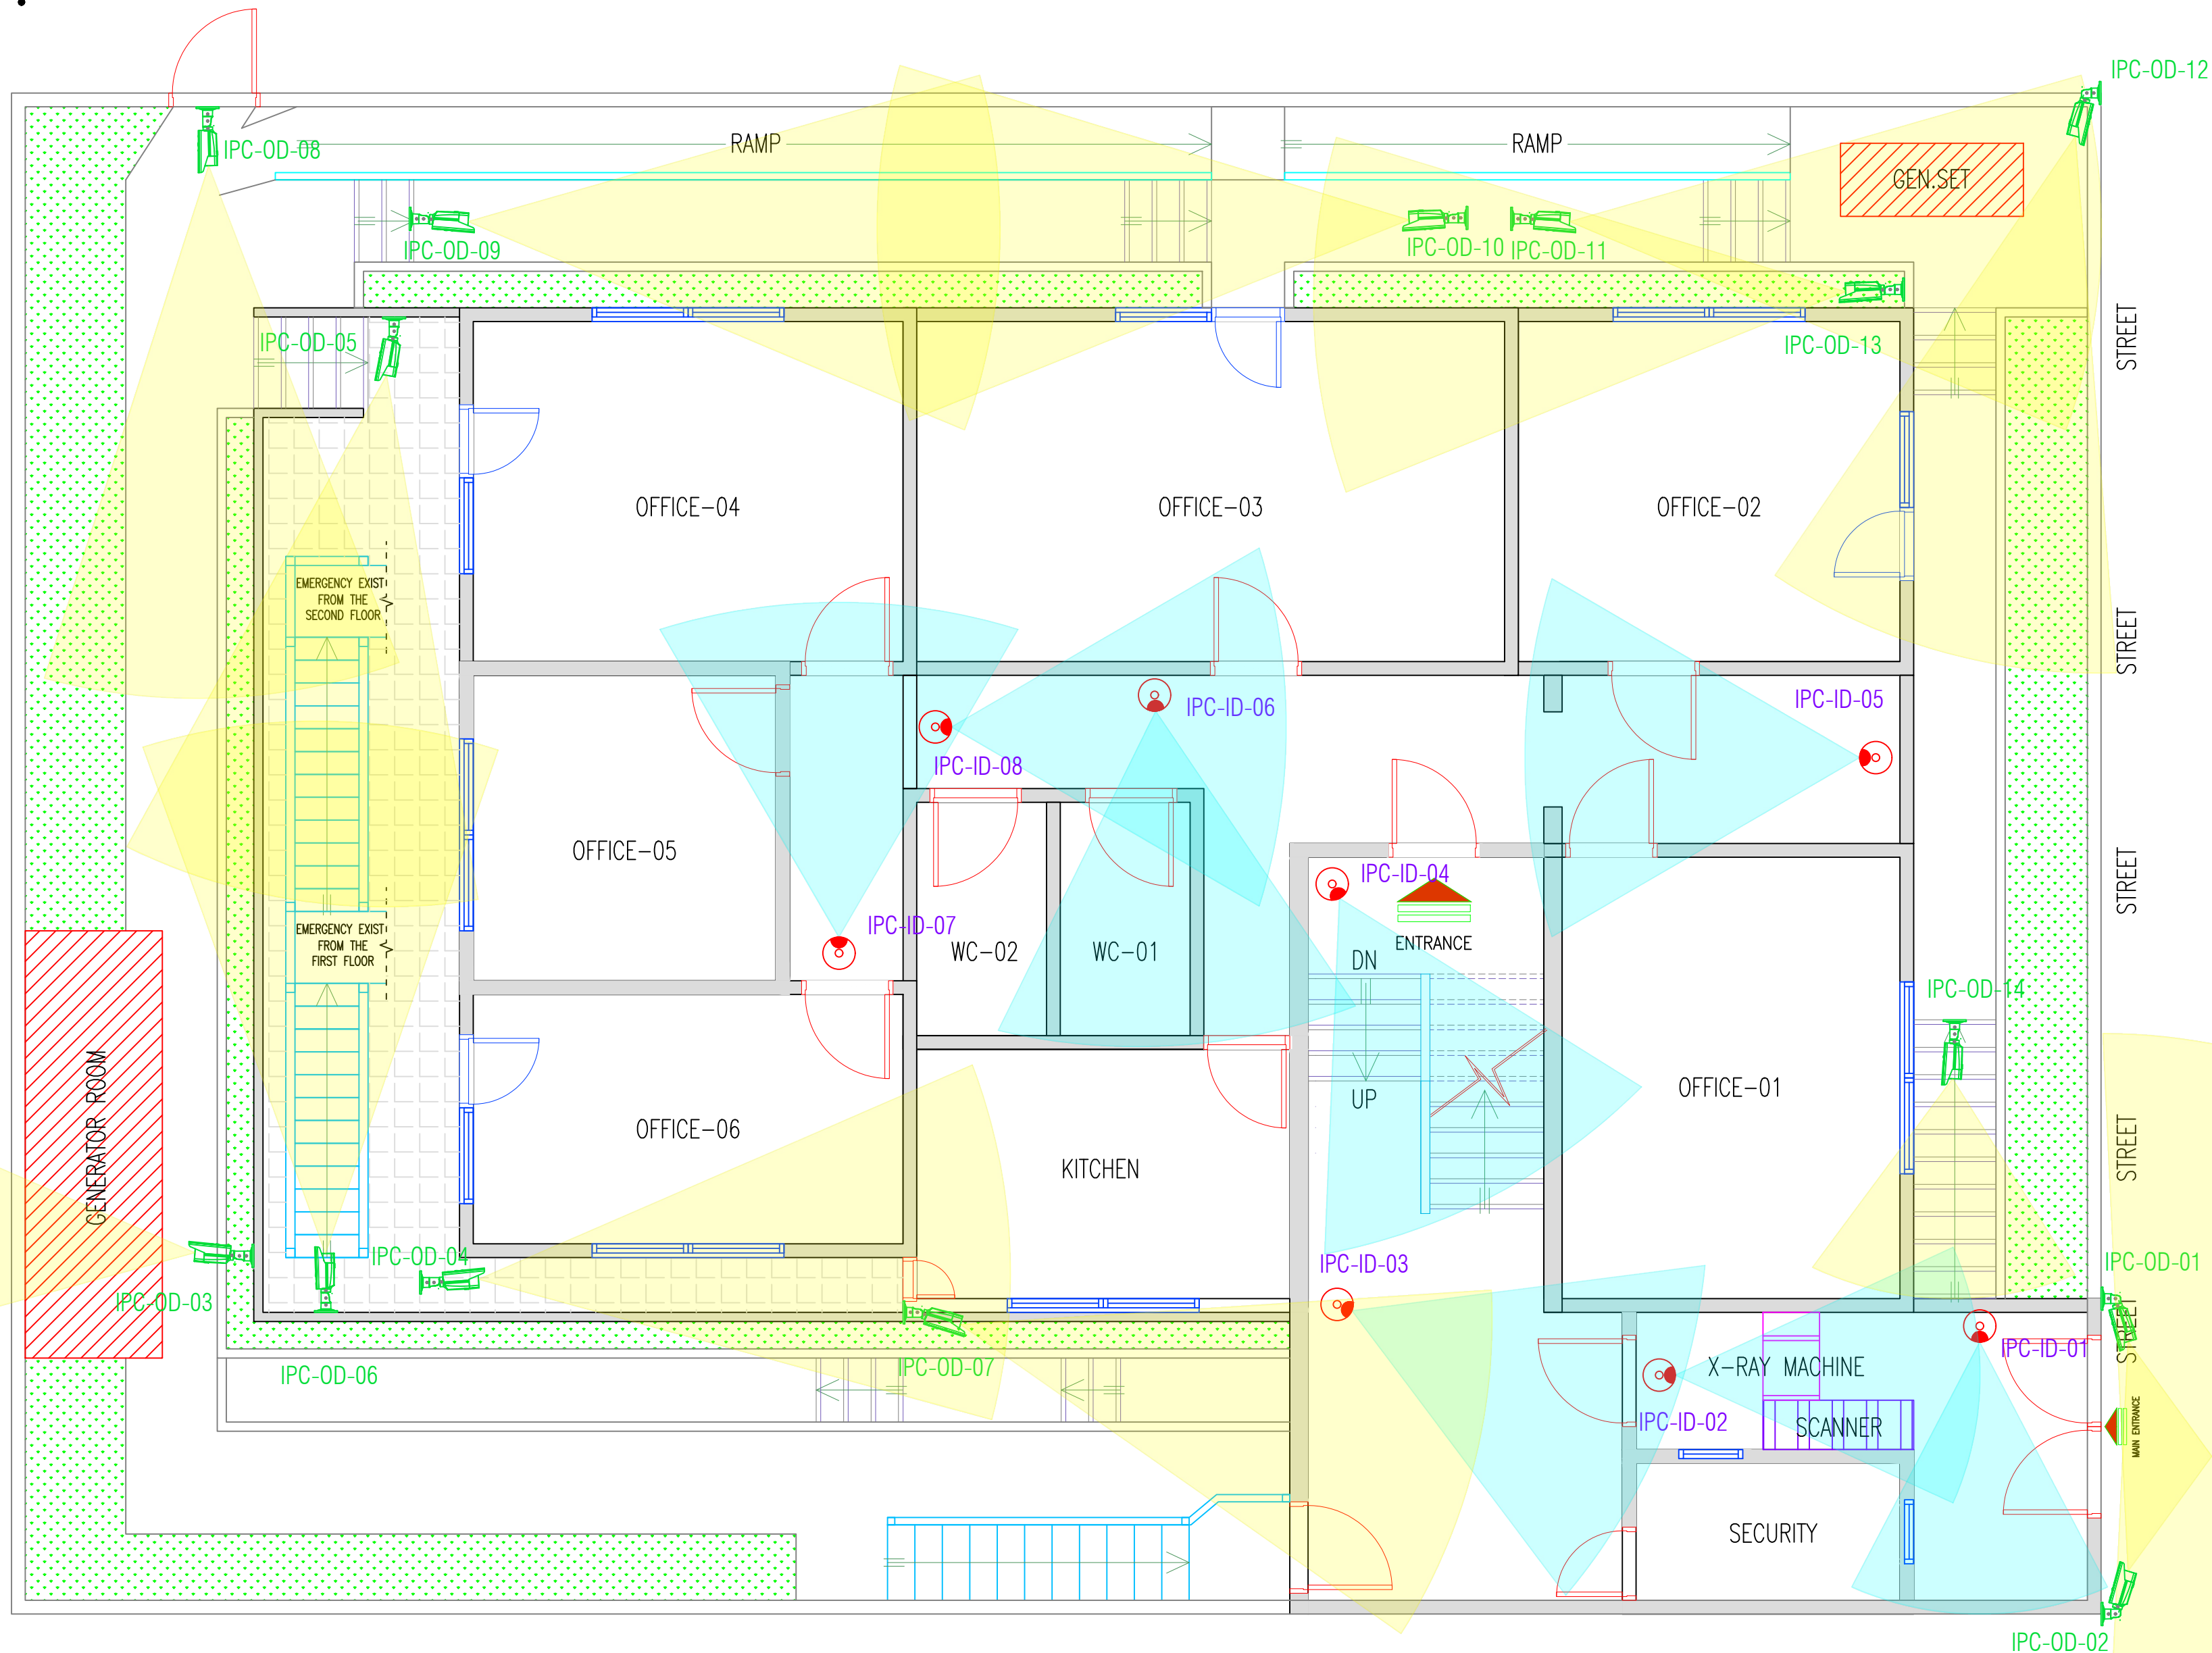 IPC-OD-12
IPC-OD-08
RAMP
RAMP
GEN.SET
IPC-OD-09
IPC-OD-10
IPC-OD-11
IPC-OD-05
IPC-OD-13
STREET
OFFICE-04
OFFICE-03
OFFICE-02
EMERGENCY EXIST
FROM THE
SECOND FLOOR
STREET
IPC-ID-06
IPC-ID-05
IPC-ID-08
OFFICE-05
IPC-ID-04
STREET
IPC-ID-07
EMERGENCY EXIST
FROM THE
FIRST FLOOR
WC-02
WC-01
ENTRANCE
DN
IPC-OD-14
GENERATOR ROOM
OFFICE-06
UP
OFFICE-01
KITCHEN
STREET
IPC-OD-04
IPC-ID-03
IPC-OD-01
IPC-OD-03
STREET
IPC-OD-06
IPC-OD-07
X-RAY MACHINE
IPC-ID-01
IPC-ID-02
SCANNER
MAIN ENTRANCE
SECURITY
IPC-OD-02